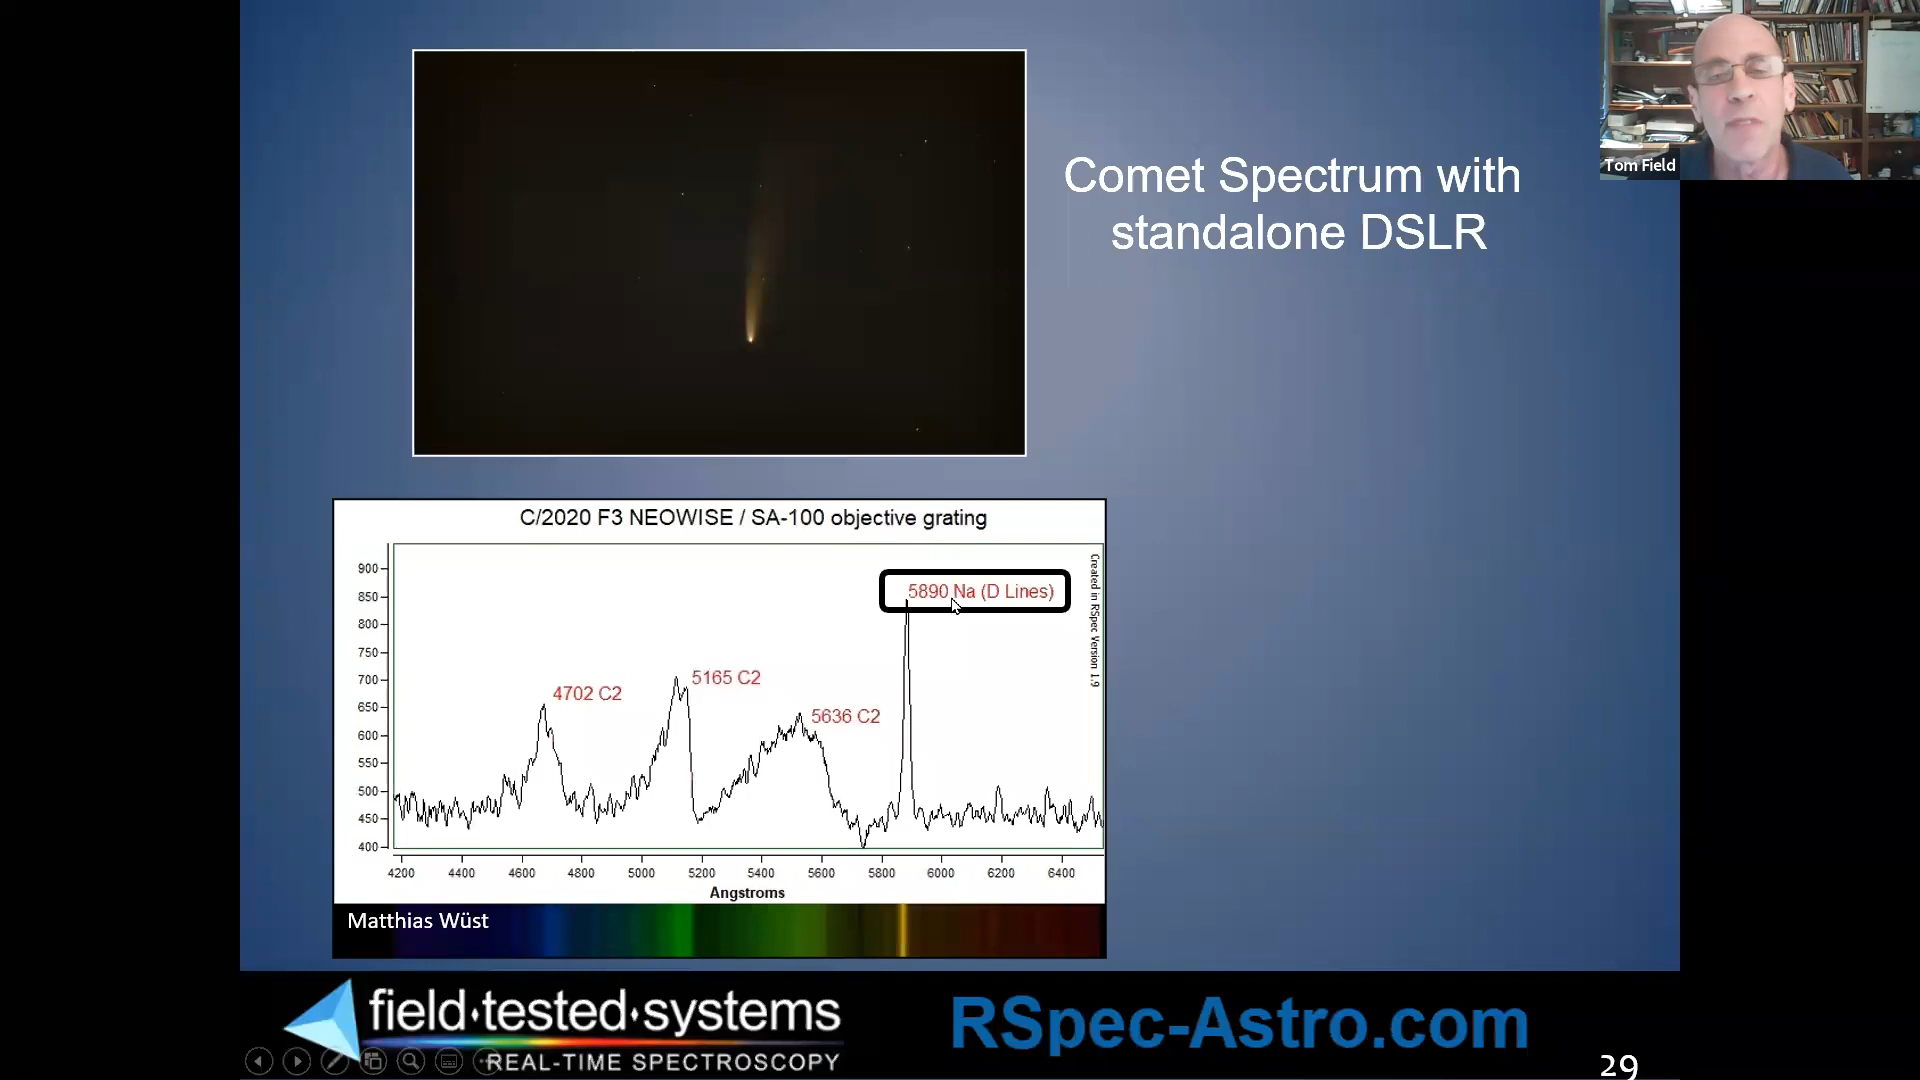 Comet Spectrum with
standalone DSLR
Tom Field
C/2020 F3 NEOWISE / SA-100 objective grating
900
850
800
750
700
650
600
550
500
450
400
5890 Na (D Lines)
5165 C2
4702 C2
5636 C2
Created in RSpec Version 1.9
4200 4400 4600 4800 5000 5200 5400 5600 5800 6000 6200 6400
Angstroms
Matthias Wüst
field·tested·systems
REAL-TIME SPECTROSCOPY
RSpec-Astro.com
29